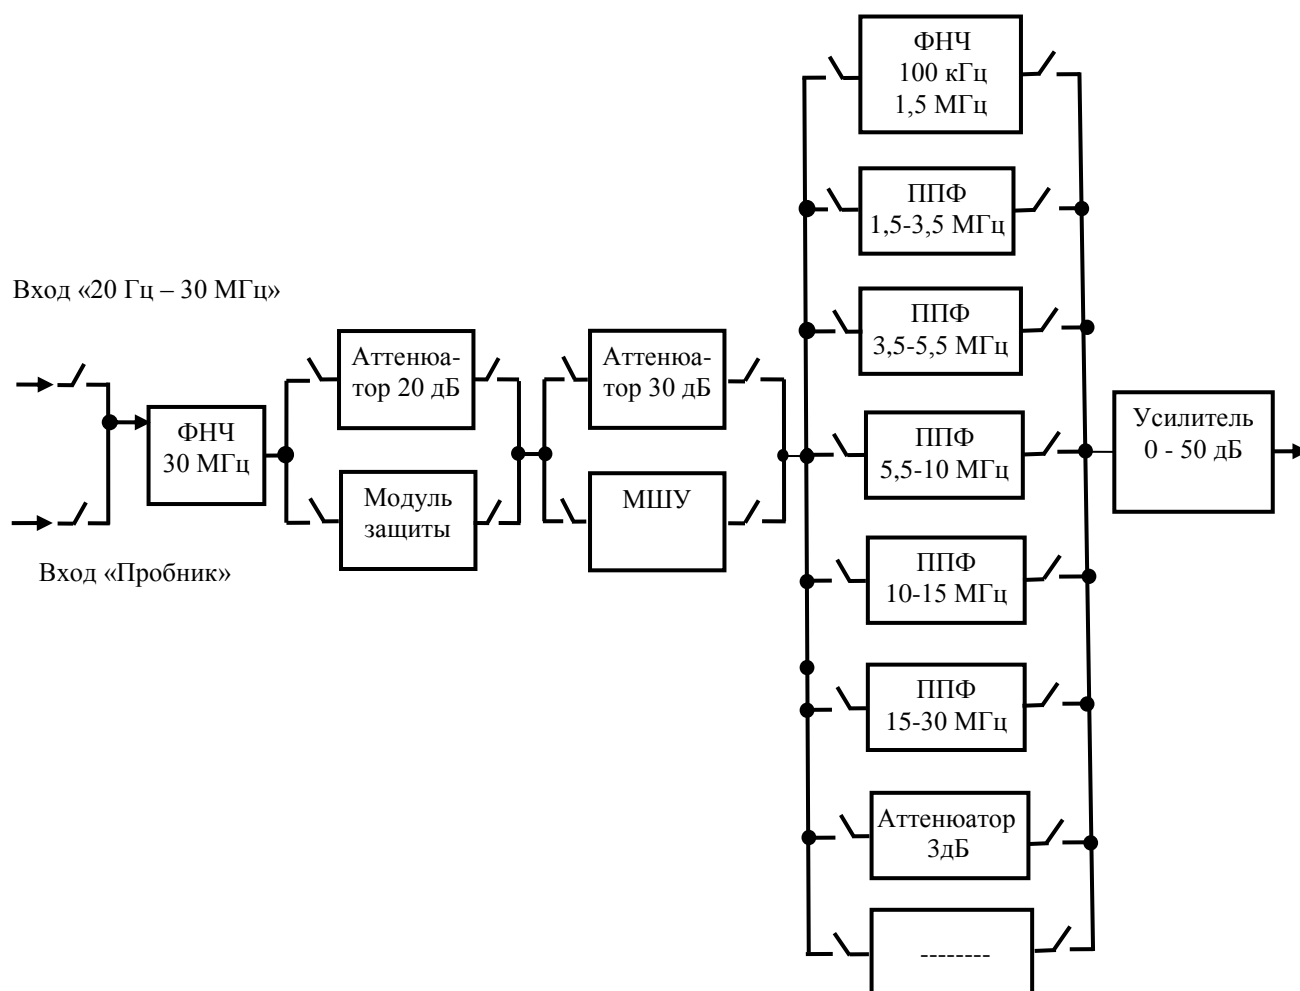 ФНЧ
100 кГц
1,5 МГц
ППФ
1,5-3,5 МГц
Вход «20 Гц – 30 МГц»
ППФ
3,5-5,5 МГц
Аттенюа-
тор 20 дБ
Аттенюа-
тор 30 дБ
ФНЧ
30 МГц
ППФ
5,5-10 МГц
Усилитель
0 - 50 дБ
Модуль
защиты
МШУ
Вход «Пробник»
ППФ
10-15 МГц
ППФ
15-30 МГц
Аттенюатор
3дБ
--------